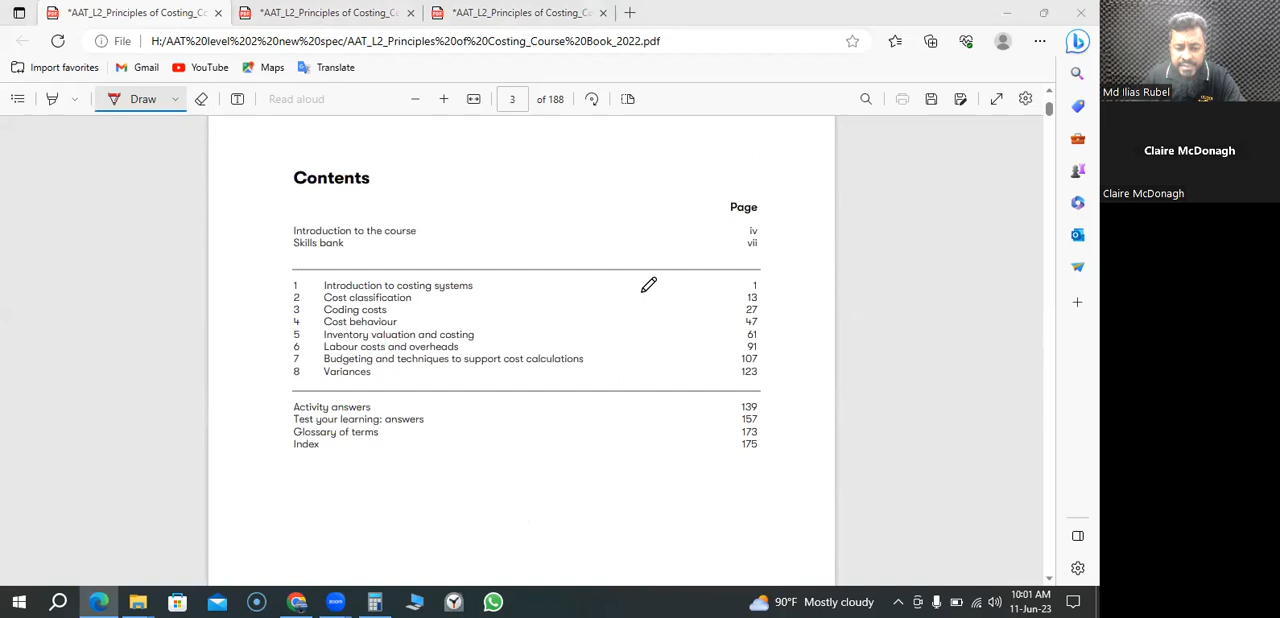 *AAT_L2_Principles of Costing_Co
*AAT_L2_Principles of Costing_C
*AAT_L2_Principles of Costing_Co
File H:/AAT%20level%202%20new%20spec/AAT_L2_Principles%20of%20Costing_Course%20Book_2022.pdf
Import favorites Gmail YouTube Maps Translate
Draw Read aloud 3 of 188
Contents
Page
Introduction to the course iv
Skills bank vii
1 Introduction to costing systems 1
2 Cost classification 13
3 Coding costs 27
4 Cost behaviour 47
5 Inventory valuation and costing 61
6 Labour costs and overheads 91
7 Budgeting and techniques to support cost calculations 107
8 Variances 123
Activity answers 139
Test your learning: answers 157
Glossary of terms 173
Index 175
Md Ilias Rubel
Claire McDonagh
Claire McDonagh
90°F Mostly cloudy
10:01 AM
11-Jun-23